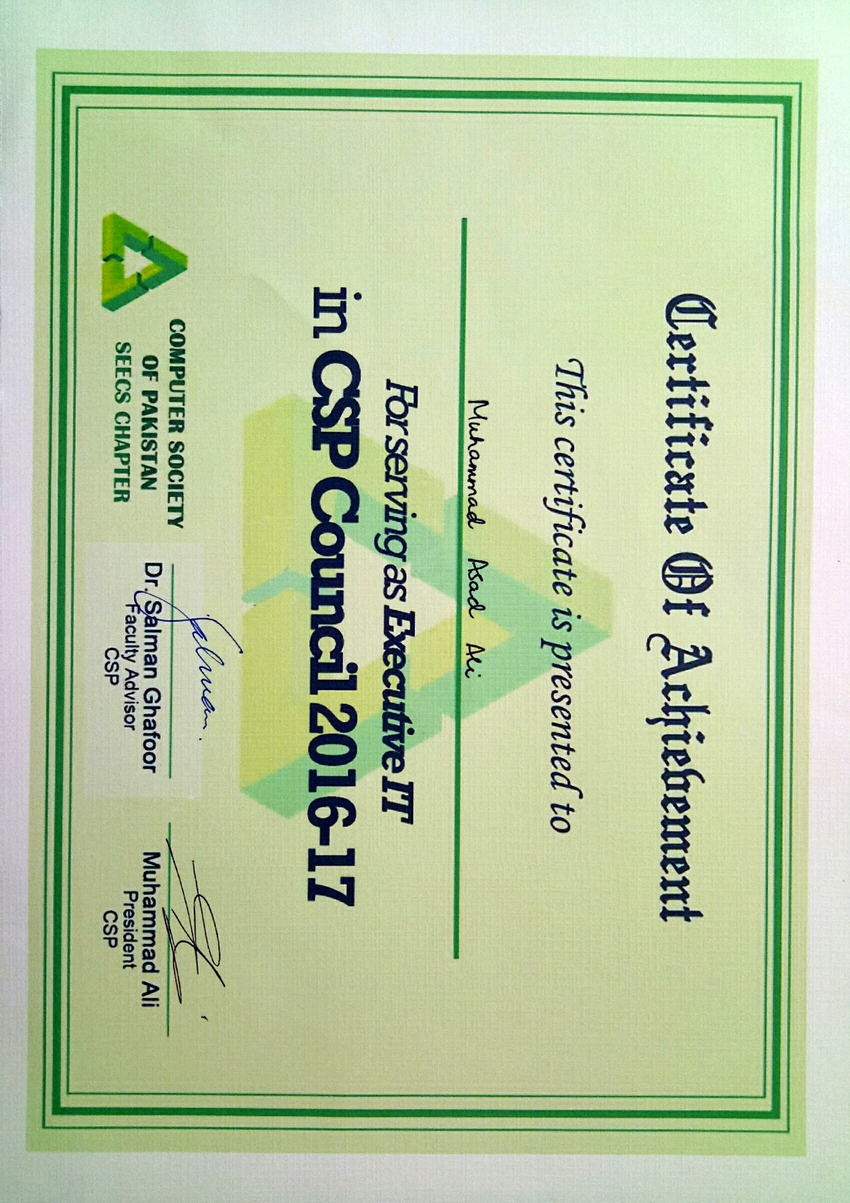 Certificate Of Achievement
This certificate is presented to
Muhammad Asad Ali
For serving as Executive IT
in CSP Council 2016-17
Salman.
COMPUTER SOCIETY
OF PAKISTAN
SEECS CHAPTER
Dr. Salman Ghafoor
Faculty Advisor
CSP
Muhammad Ali
President
CSP